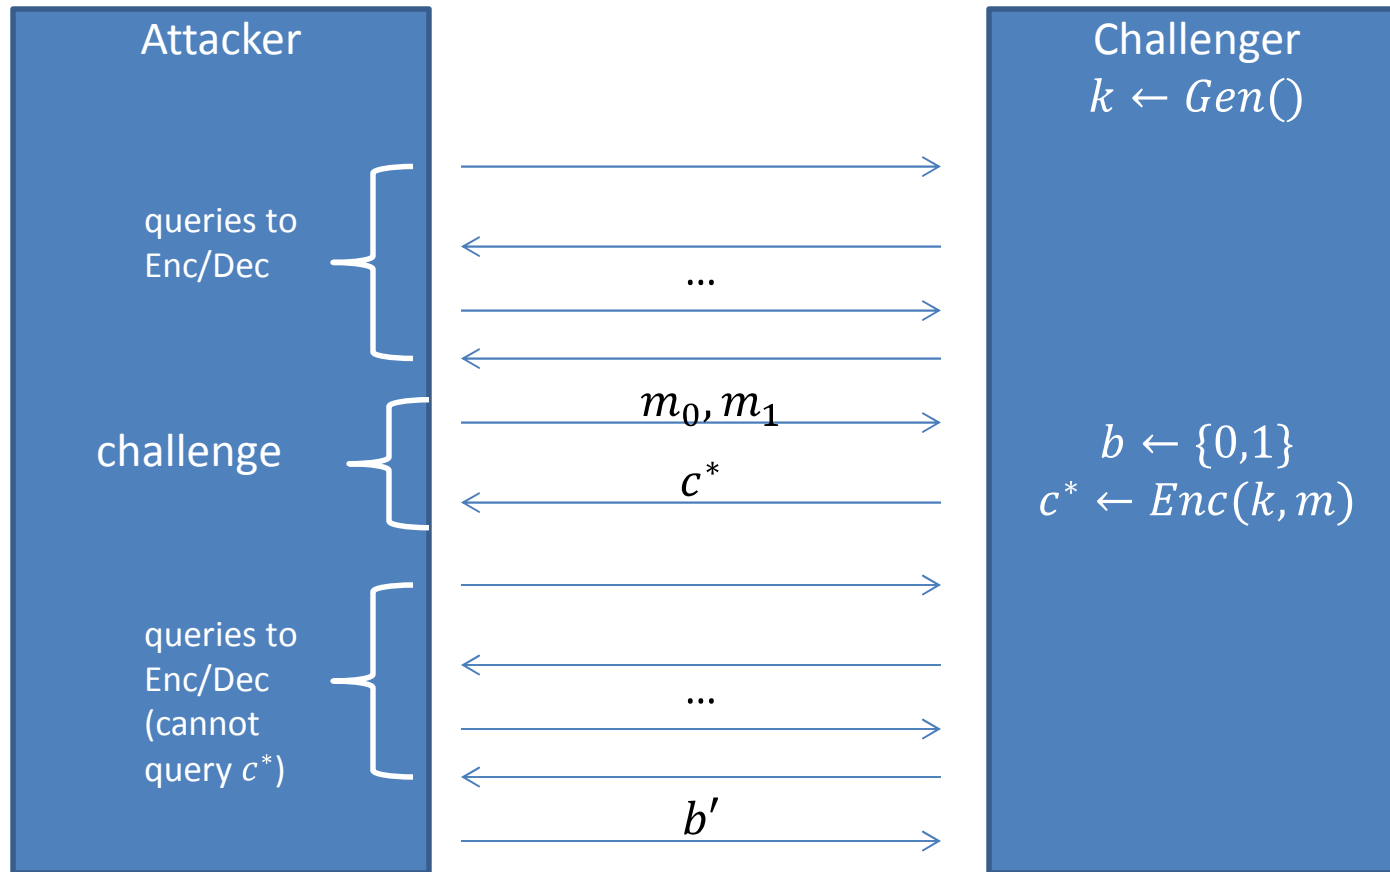 Attacker
Challenger
k ← Gen()
queries to
Enc/Dec
...
m₀, m₁
challenge
c*
b ← {0,1}
c* ← Enc(k, m)
queries to
Enc/Dec
(cannot
query c*)
...
b′